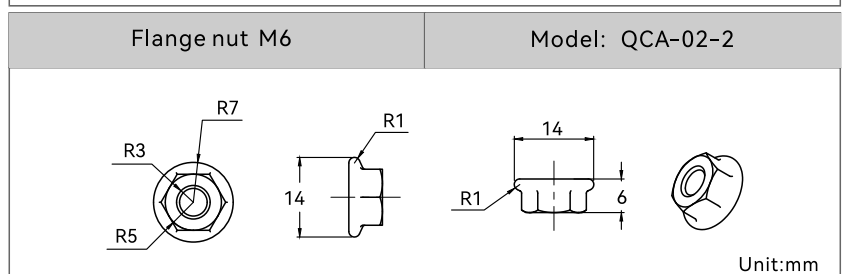 Flange nut M6
Model: QCA-02-2
R7
R3
R5
R1
14
14
R1
6
Unit:mm